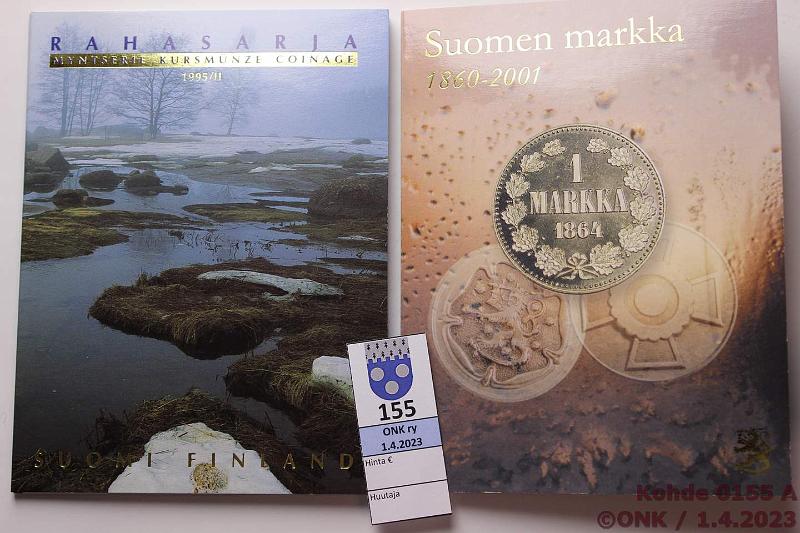 RAHASARJA
MYNTSERIE KURSMÜNZE COINAGE
1995/II
SUOMI FINLAND
Suomen markka
1860-2001
1
MARKKA
1864
155
ONK ry
1.4.2023
Hinta €
Huutaja
Kohde 0155 A
©ONK / 1.4.2023